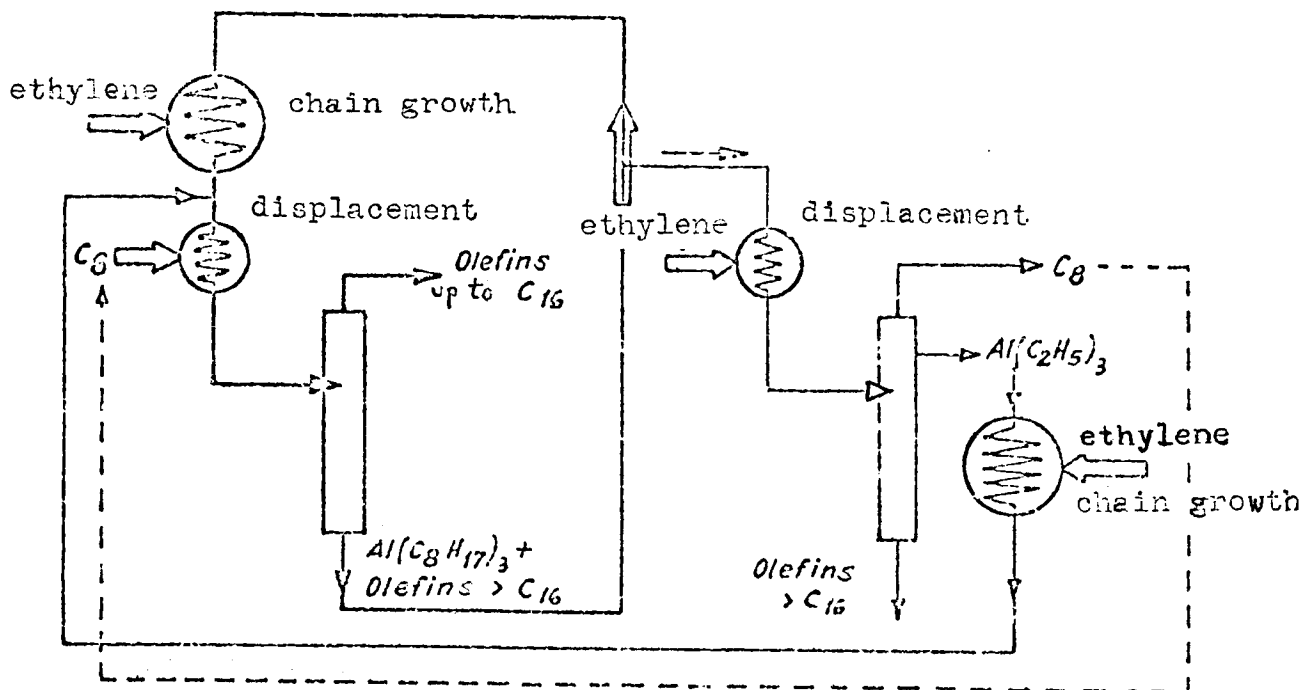 ethylene
chain growth
displacement
C8
Olefins
up to C16
Al(C8H17)3 +
Olefins > C16
ethylene
displacement
C8
Al(C2H5)3
ethylene
chain growth
Olefins
> C16